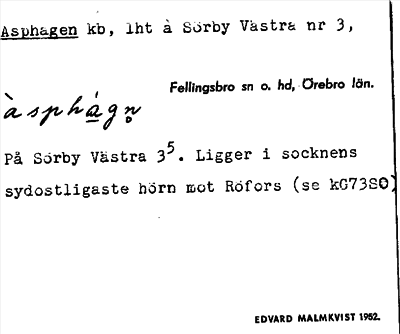 Asphagen kb, lht å Sörby Västra nr 3,
Fellingsbro sn o. hd, Örebro län.
àsphágn̥
På Sörby Västra 3⁵. Ligger i socknens
sydostligaste hörn mot Röfors (se kG73SO)
EDVARD MALMKVIST 1952.